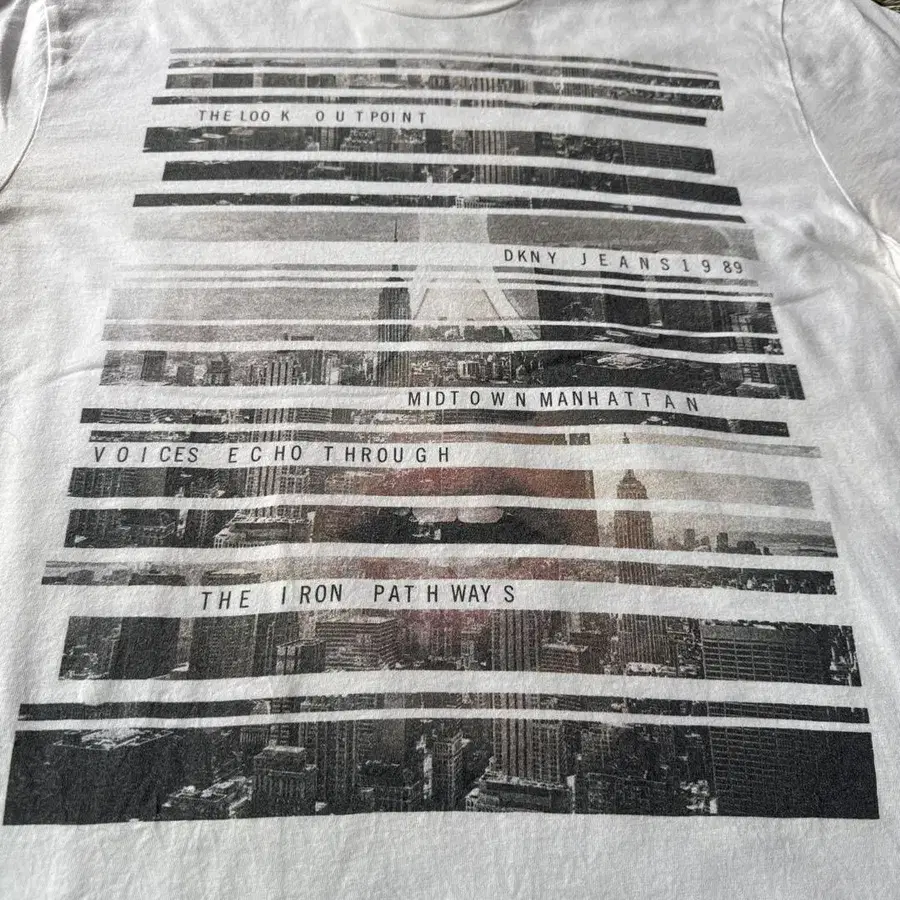 THE LOOK OUTPOINT
DKNY JEANS 1989
MIDTOWN MANHATTAN
VOICES ECHO THROUGH
THE IRON PATHWAYS